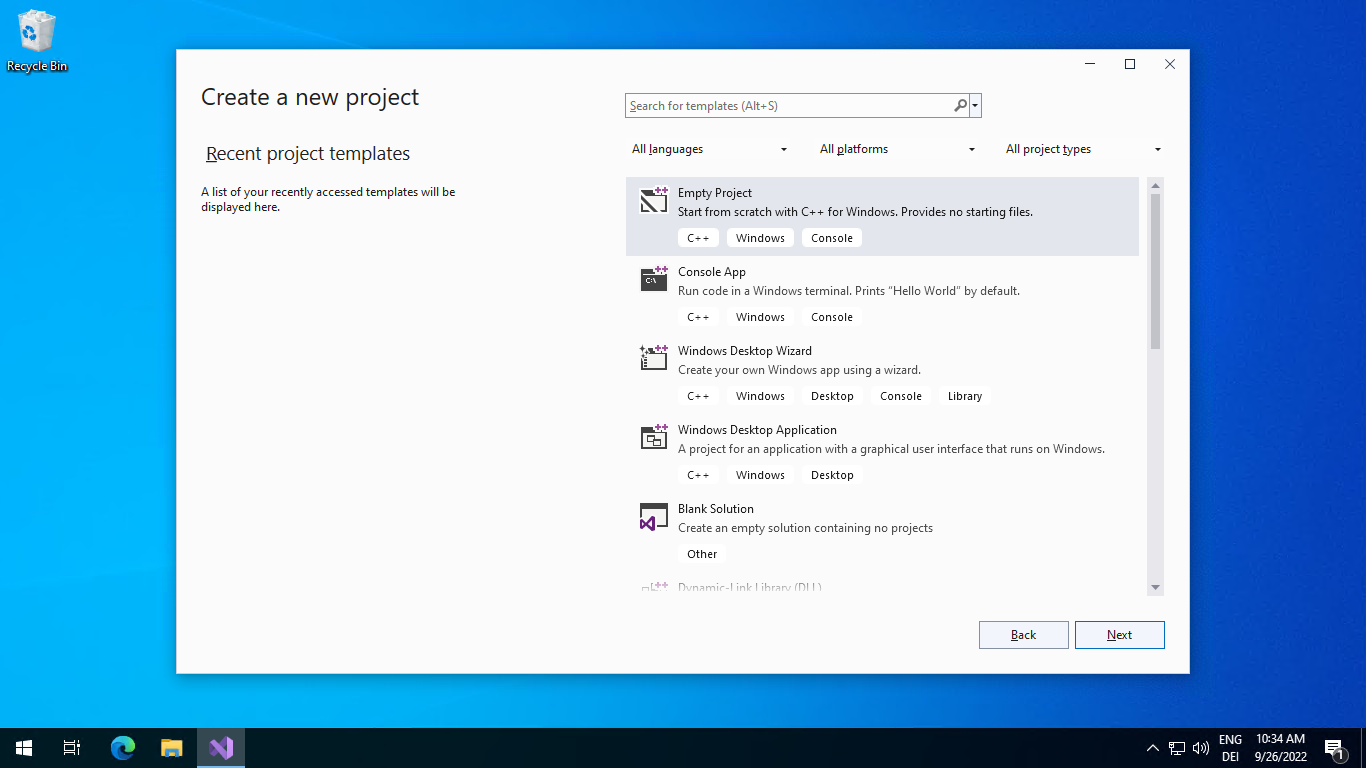 Recycle Bin
Create a new project
Search for templates (Alt+S)
Recent project templates
All languages
All platforms
All project types
A list of your recently accessed templates will be
displayed here.
Empty Project
Start from scratch with C++ for Windows. Provides no starting files.
C++ Windows Console
Console App
Run code in a Windows terminal. Prints "Hello World" by default.
C++ Windows Console
Windows Desktop Wizard
Create your own Windows app using a wizard.
C++ Windows Desktop Console Library
Windows Desktop Application
A project for an application with a graphical user interface that runs on Windows.
C++ Windows Desktop
Blank Solution
Create an empty solution containing no projects
Other
Dynamic-Link Library (DLL)
Back
Next
ENG
DEI
10:34 AM
9/26/2022
1